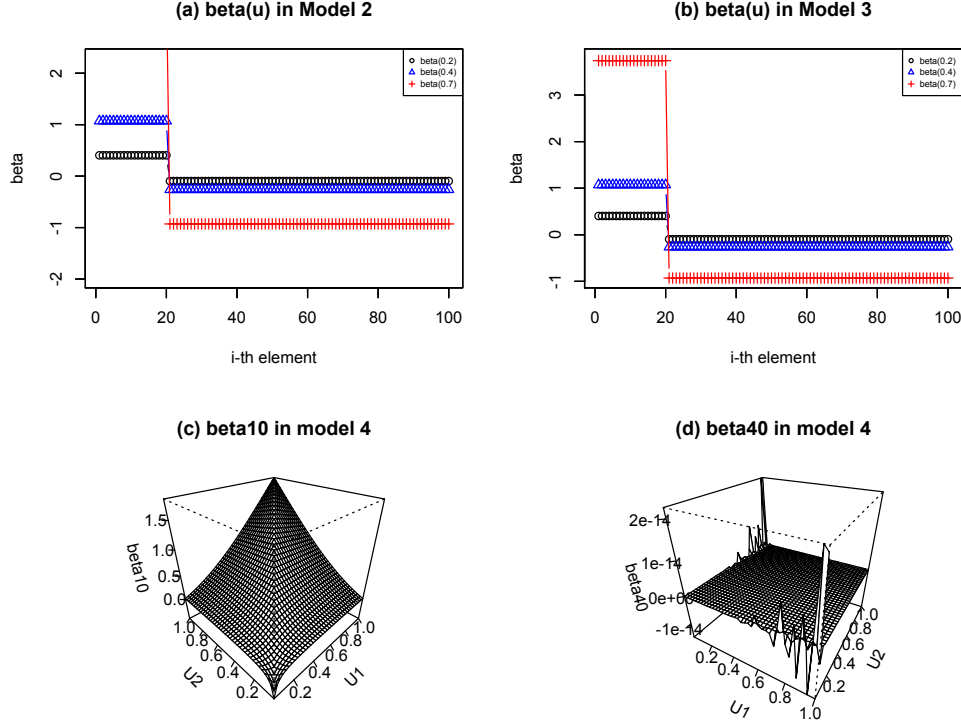 (a) beta(u) in Model 2
beta
2
1
0
-1
-2
beta(0.2)
beta(0.4)
beta(0.7)
0 20 40 60 80 100
i-th element
(b) beta(u) in Model 3
beta
3
2
1
0
-1
beta(0.2)
beta(0.4)
beta(0.7)
0 20 40 60 80 100
i-th element
(c) beta10 in model 4
beta10
1.5
1.0
0.5
0.0
1.0
0.8
0.6
0.4
0.2
U2
1.0
0.8
0.6
0.4
0.2
U1
(d) beta40 in model 4
beta40
2e-14
1e-14
0e+00
-1e-14
0.2
0.4
0.6
0.8
1.0
U1
1.0
0.8
0.6
0.4
0.2
U2